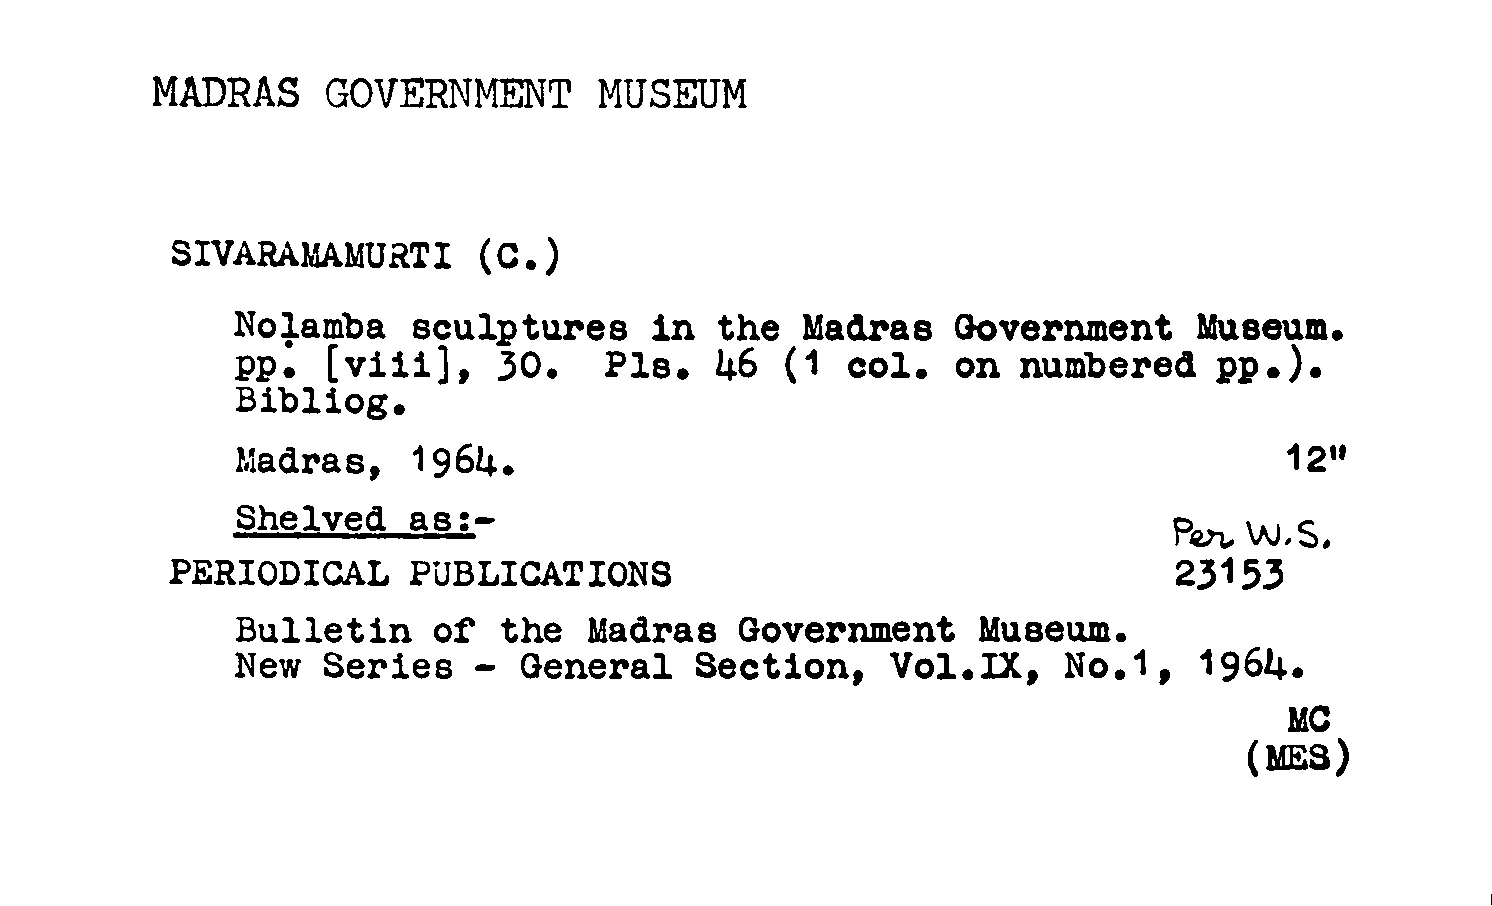 MADRAS GOVERNMENT MUSEUM
SIVARAMAMURTI (C.)
Noḷamba sculptures in the Madras Government Museum.
pp. [viii], 30. Pls. 46 (1 col. on numbered pp.).
Bibliog.
Madras, 1964. 12"
Shelved as:-
Per W.S.
PERIODICAL PUBLICATIONS 23153
Bulletin of the Madras Government Museum.
New Series - General Section, Vol.IX, No.1, 1964.
MC
(MES)